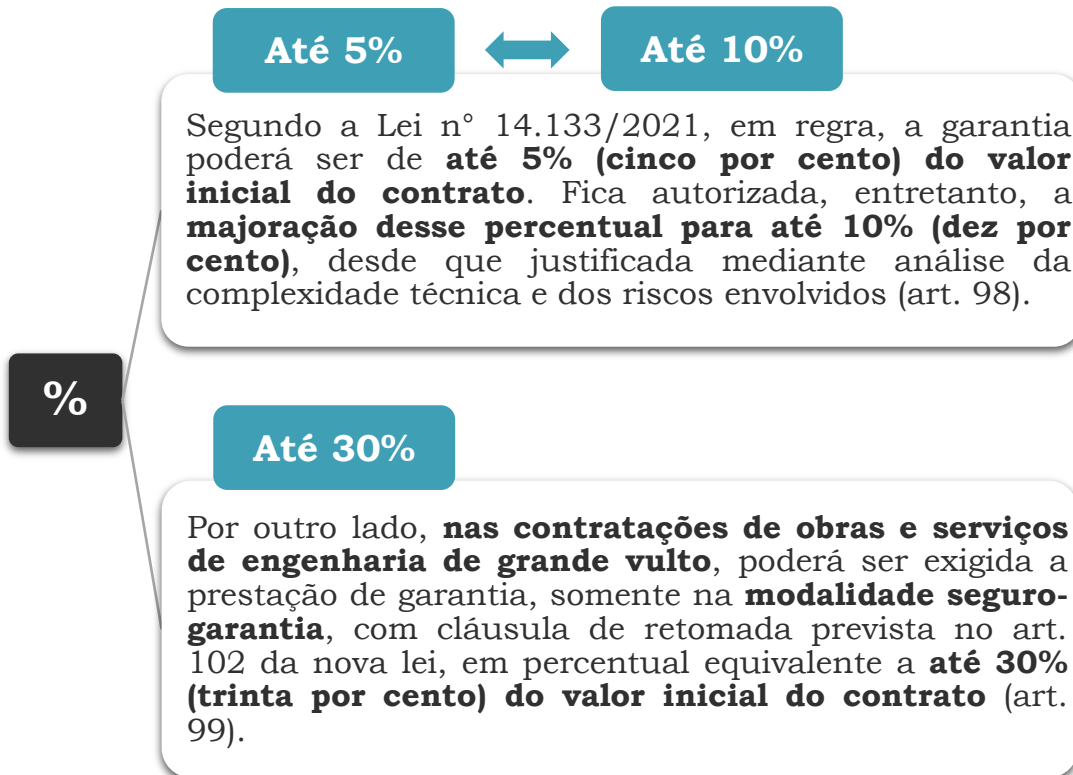 Até 5%
Até 10%
Segundo a Lei n° 14.133/2021, em regra, a garantia
poderá ser de até 5% (cinco por cento) do valor
inicial do contrato. Fica autorizada, entretanto, a
majoração desse percentual para até 10% (dez por
cento), desde que justificada mediante análise da
complexidade técnica e dos riscos envolvidos (art. 98).
%
Até 30%
Por outro lado, nas contratações de obras e serviços
de engenharia de grande vulto, poderá ser exigida a
prestação de garantia, somente na modalidade seguro-
garantia, com cláusula de retomada prevista no art.
102 da nova lei, em percentual equivalente a até 30%
(trinta por cento) do valor inicial do contrato (art.
99).